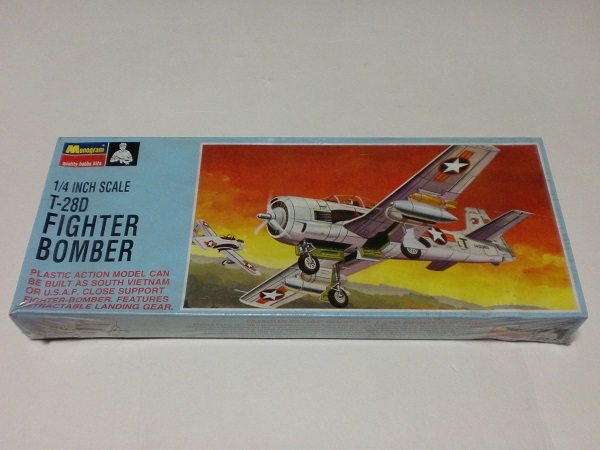 Monogram
quality hobby kits
1/4 INCH SCALE
T-28D
FIGHTER
BOMBER
PLASTIC ACTION MODEL CAN
BE BUILT AS SOUTH VIETNAM
OR U.S.A.F. CLOSE SUPPORT
FIGHTER-BOMBER. FEATURES
RETRACTABLE LANDING GEAR.